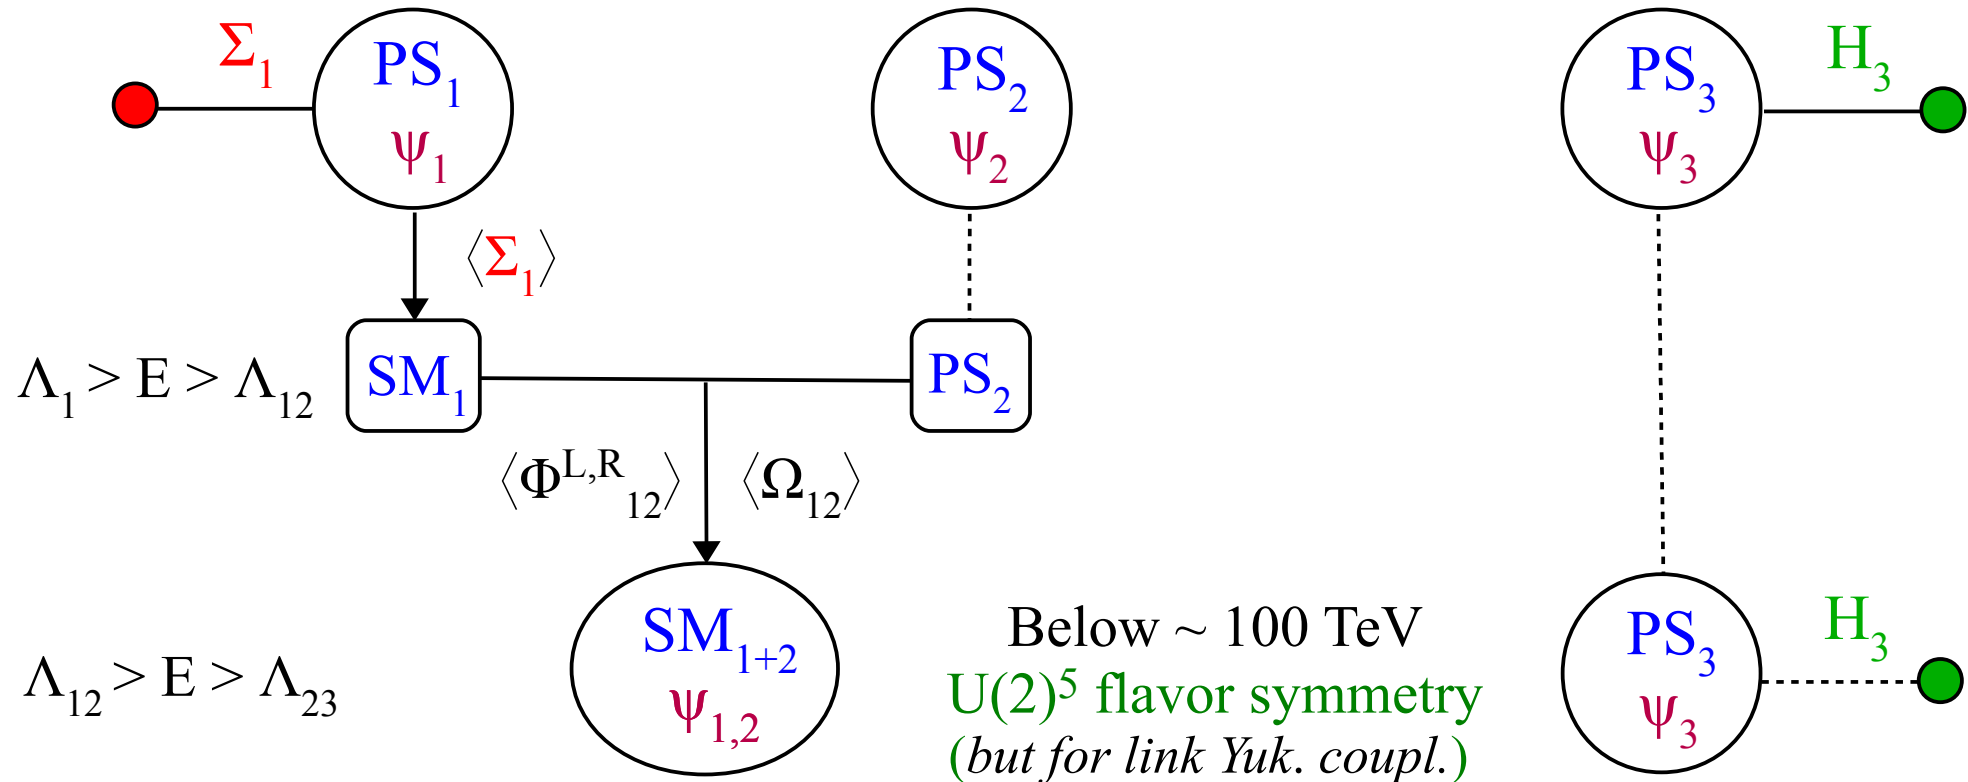 Σ₁
PS₁
ψ₁
PS₂
ψ₂
PS₃
ψ₃
H₃
⟨Σ₁⟩
Λ₁ > E > Λ₁₂
SM₁
PS₂
⟨Φᴸ,ᴿ₁₂⟩
⟨Ω₁₂⟩
Λ₁₂ > E > Λ₂₃
SM₁₊₂
ψ₁,₂
Below ~ 100 TeV
U(2)⁵ flavor symmetry
(but for link Yuk. coupl.)
PS₃
ψ₃
H₃